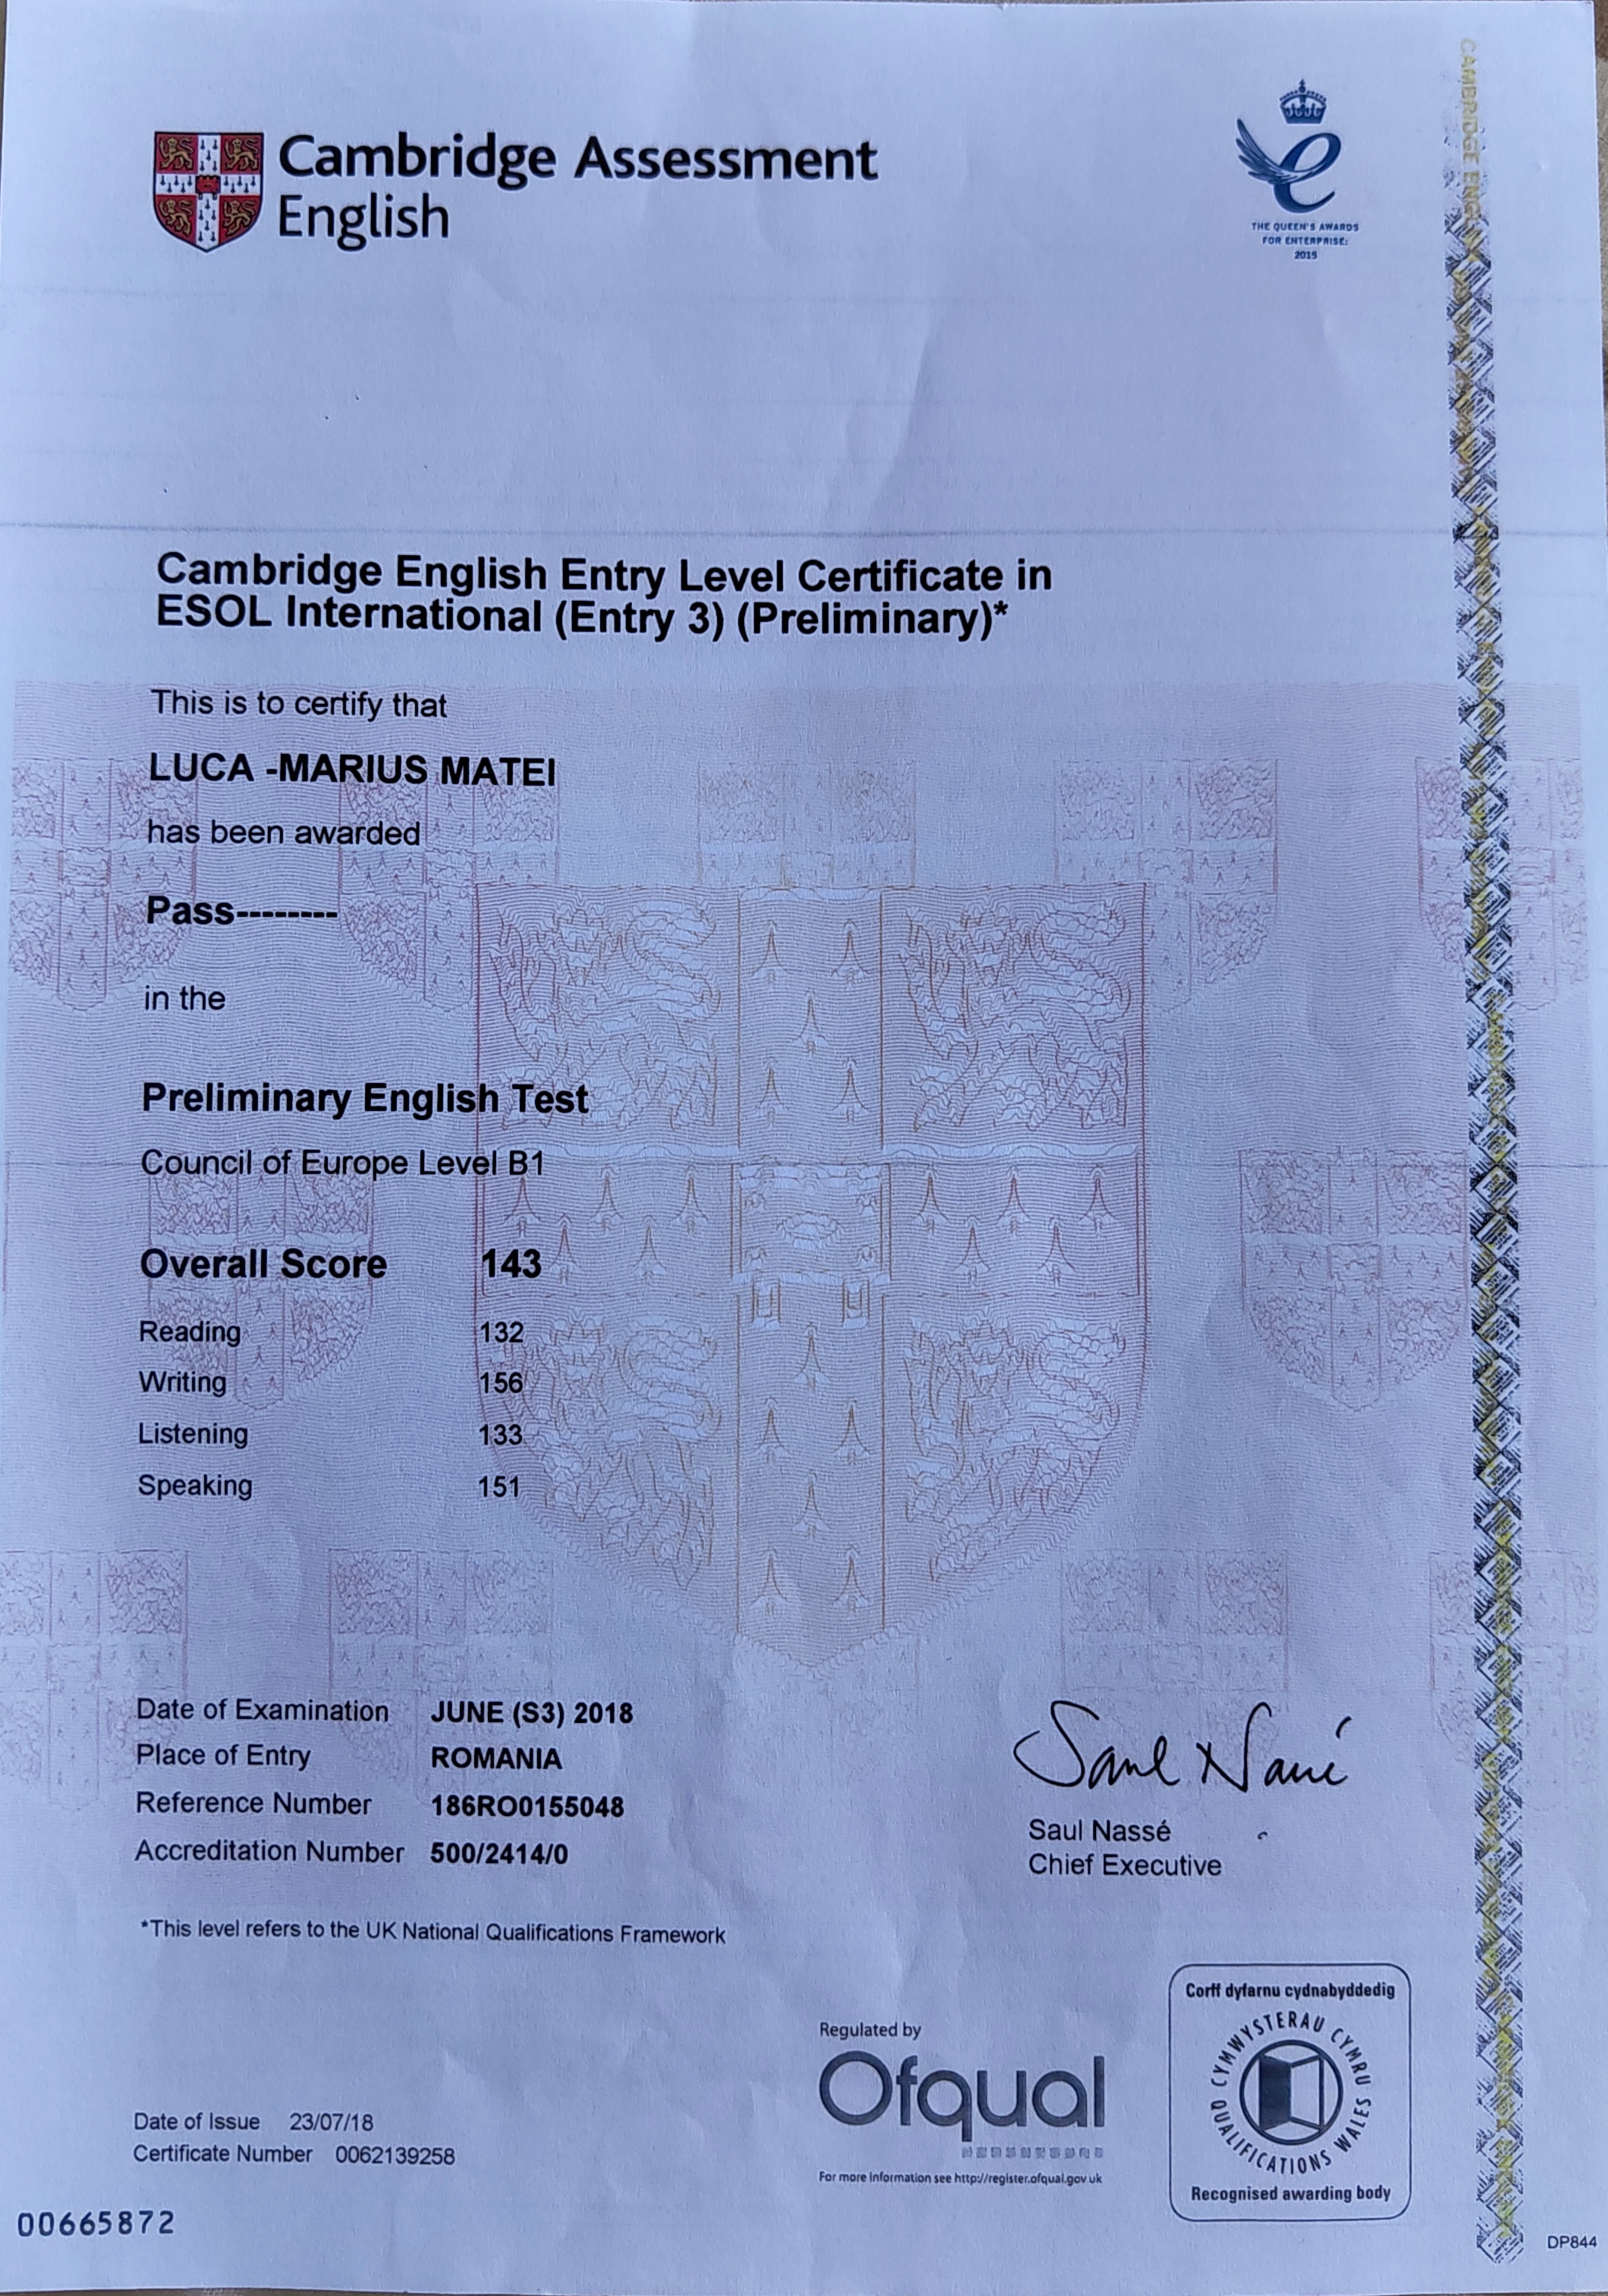 Cambridge Assessment
English
THE QUEEN'S AWARDS
FOR ENTERPRISE:
2015
Cambridge English Entry Level Certificate in
ESOL International (Entry 3) (Preliminary)*
This is to certify that
LUCA -MARIUS MATEI
has been awarded
Pass--------
in the
Preliminary English Test
Council of Europe Level B1
Overall Score 143
Reading 132
Writing 156
Listening 133
Speaking 151
Date of Examination JUNE (S3) 2018
Place of Entry ROMANIA
Reference Number 186RO0155048
Accreditation Number 500/2414/0
Saul Nassé
Saul Nassé
Chief Executive
*This level refers to the UK National Qualifications Framework
Regulated by
Ofqual
For more information see http://register.ofqual.gov.uk
Corff dyfarnu cydnabyddedig
CYMWYSTERAU CYMRU
QUALIFICATIONS WALES
Recognised awarding body
Date of Issue 23/07/18
Certificate Number 0062139258
00665872
DP844
CAMBRIDGE ENG